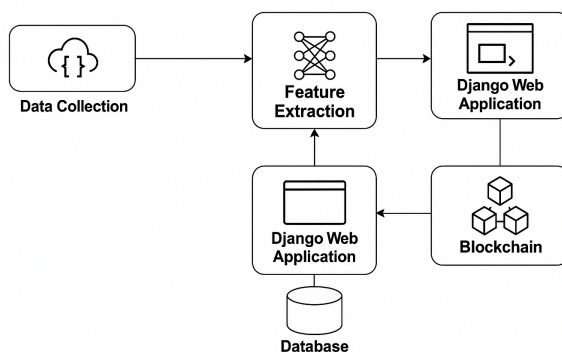 Data Collection
Feature
Extraction
Django Web
Application
Django Web
Application
Blockchain
Database